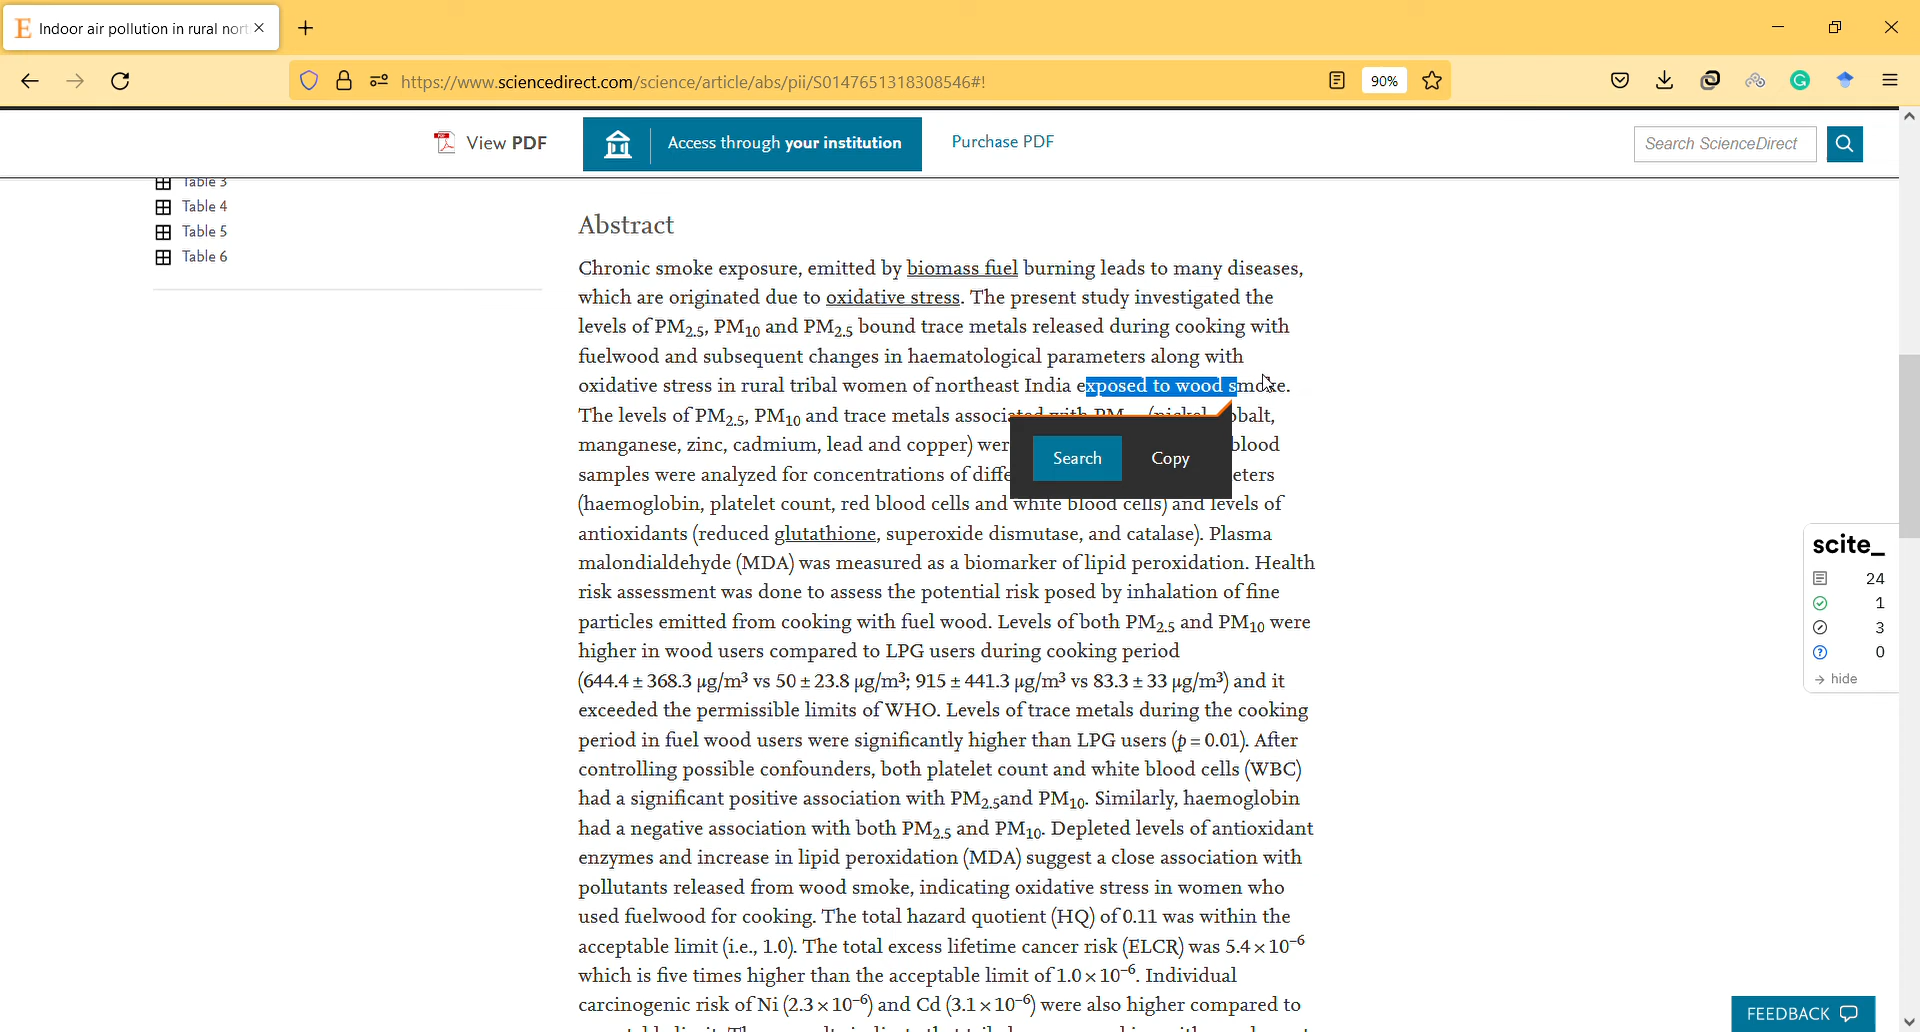 Indoor air pollution in rural nort
https://www.sciencedirect.com/science/article/abs/pii/S0147651318308546#!
90%
View PDF
Access through your institution
Purchase PDF
Search ScienceDirect
Table 3
Table 4
Table 5
Table 6
Abstract
Chronic smoke exposure, emitted by biomass fuel burning leads to many diseases,
which are originated due to oxidative stress. The present study investigated the
levels of PM2.5, PM10 and PM2.5 bound trace metals released during cooking with
fuelwood and subsequent changes in haematological parameters along with
oxidative stress in rural tribal women of northeast India exposed to wood smoke.
The levels of PM2.5, PM10 and trace metals associated with PM (nickel, cobalt,
manganese, zinc, cadmium, lead and copper) wer blood
samples were analyzed for concentrations of diffe eters
Search
Copy
(haemoglobin, platelet count, red blood cells and white blood cells) and levels of
antioxidants (reduced glutathione, superoxide dismutase, and catalase). Plasma
malondialdehyde (MDA) was measured as a biomarker of lipid peroxidation. Health
risk assessment was done to assess the potential risk posed by inhalation of fine
particles emitted from cooking with fuel wood. Levels of both PM2.5 and PM10 were
higher in wood users compared to LPG users during cooking period
(644.4 ± 368.3 μg/m³ vs 50 ± 23.8 μg/m³; 915 ± 441.3 μg/m³ vs 83.3 ± 33 μg/m³) and it
exceeded the permissible limits of WHO. Levels of trace metals during the cooking
period in fuel wood users were significantly higher than LPG users (p = 0.01). After
controlling possible confounders, both platelet count and white blood cells (WBC)
had a significant positive association with PM2.5and PM10. Similarly, haemoglobin
had a negative association with both PM2.5 and PM10. Depleted levels of antioxidant
enzymes and increase in lipid peroxidation (MDA) suggest a close association with
pollutants released from wood smoke, indicating oxidative stress in women who
used fuelwood for cooking. The total hazard quotient (HQ) of 0.11 was within the
acceptable limit (i.e., 1.0). The total excess lifetime cancer risk (ELCR) was 5.4 × 10⁻⁶
which is five times higher than the acceptable limit of 1.0 × 10⁻⁶. Individual
carcinogenic risk of Ni (2.3 × 10⁻⁶) and Cd (3.1 × 10⁻⁶) were also higher compared to
scite_
24
1
3
0
→ hide
FEEDBACK